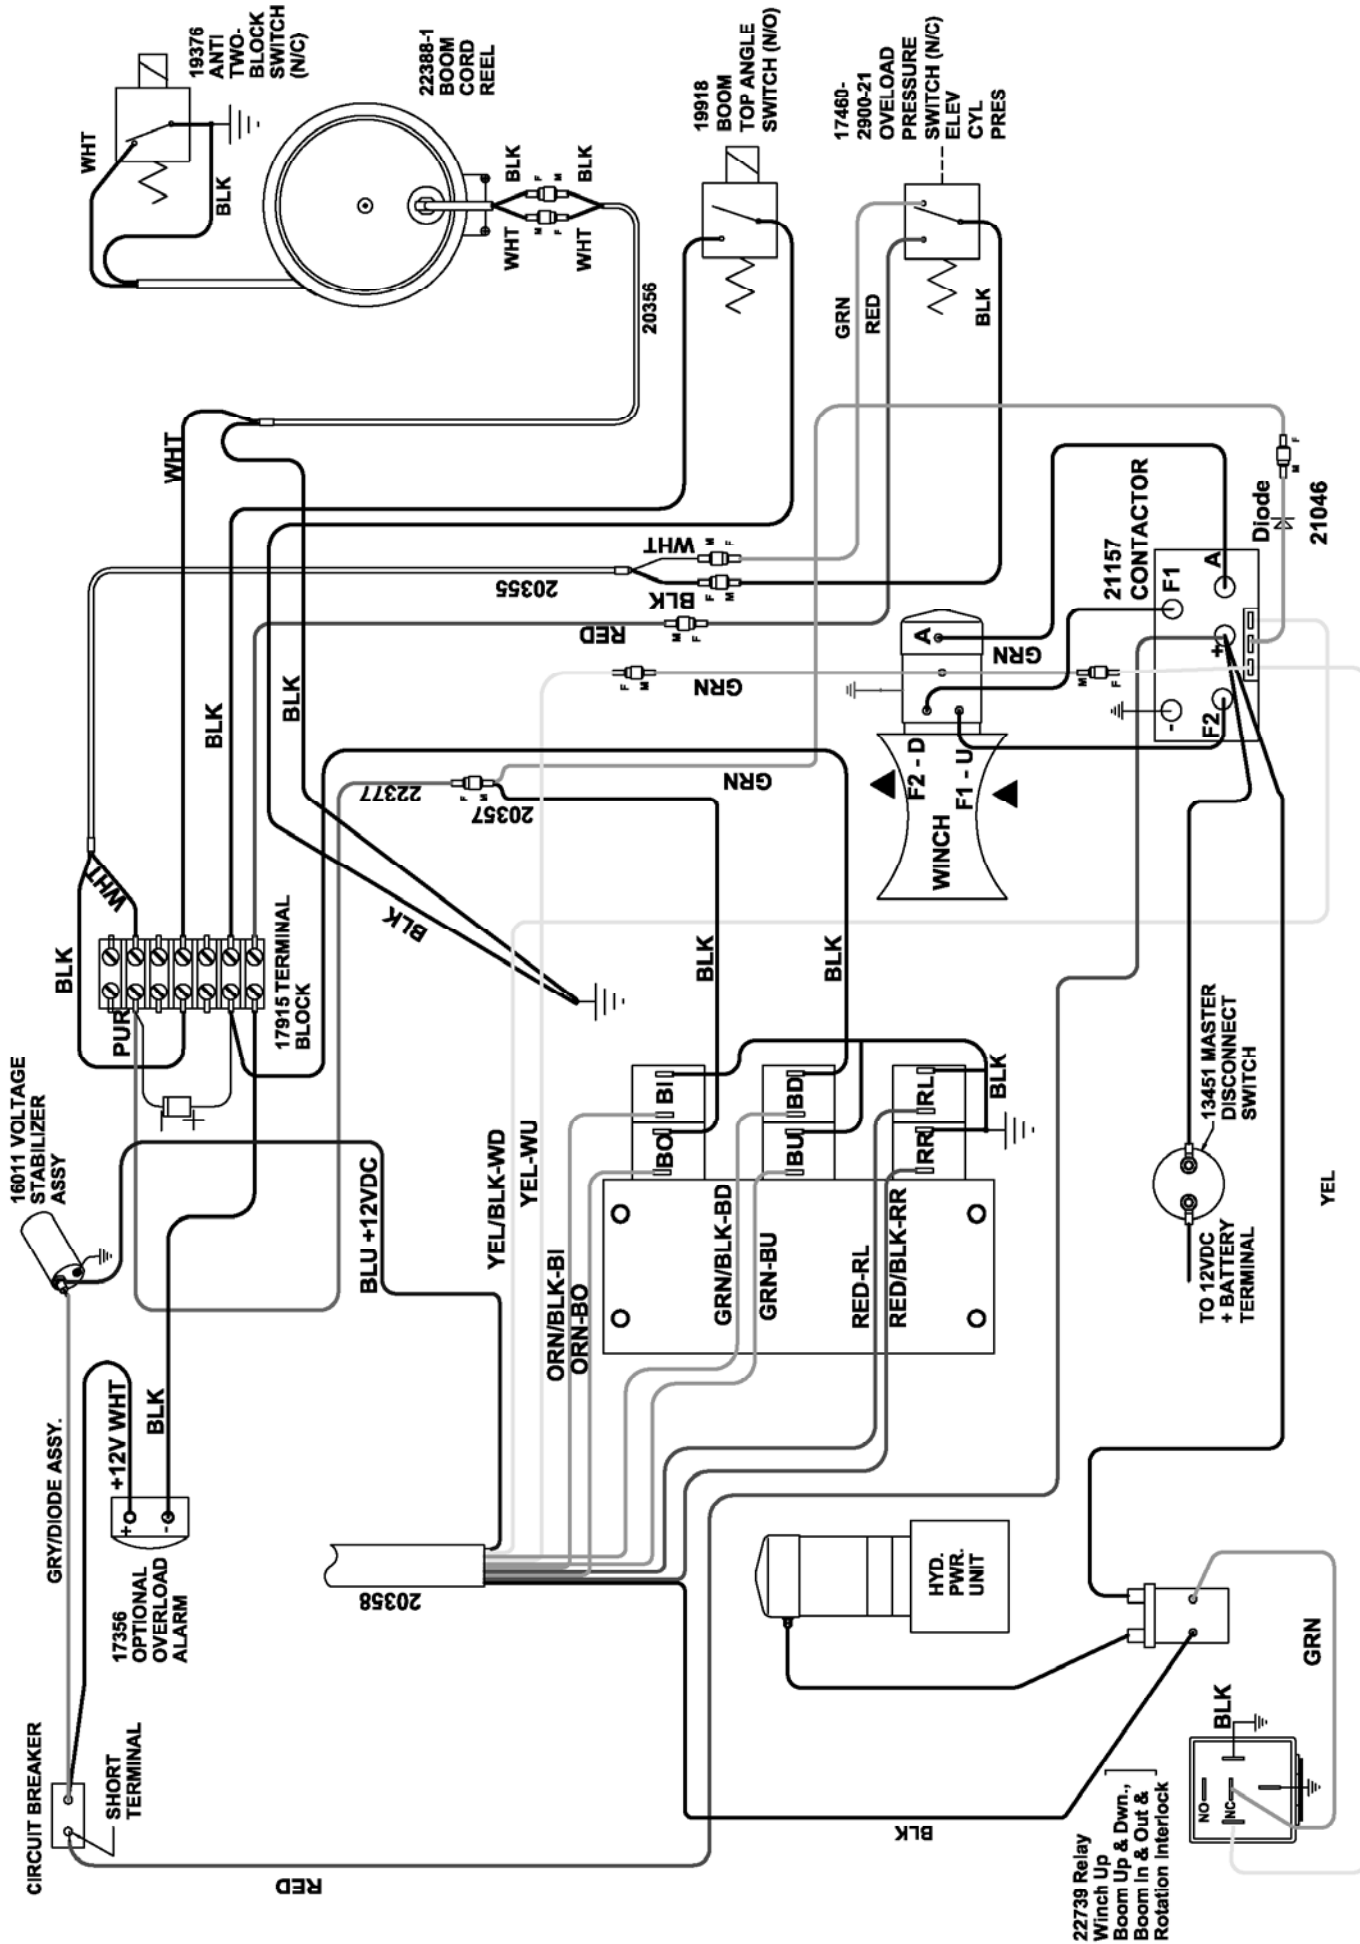 19376
ANTI
TWO-
BLOCK
SWITCH
(N/C)
WHT
BLK
22388-1
BOOM
CORD
REEL
BLK
F
M
BLK
WHT
M
F
WHT
20356
19918
BOOM
TOP ANGLE
SWITCH (N/O)
17460-
2900-21
OVELOAD
PRESSURE
SWITCH (N/C)
ELEV
CYL
PRES
GRN
RED
BLK
WHT
20355
WHT
M
F
BLK
F
M
RED
M
F
GRN
F
M
BLK
BLK
22377
F
M
20357
GRN
BLK
WHT
BLK
PUR
17915 TERMINAL
BLOCK
BLK
BLK
BLK
21157
CONTACTOR
F1
A
+
-
F2
Diode
21046
M
F
M
F
A
GRN
F2 - D
F1 - U
WINCH
16011 VOLTAGE
STABILIZER
ASSY
BLU +12VDC
YEL/BLK-WD
YEL-WU
ORN/BLK-BI
ORN-BO
GRN/BLK-BD
GRN-BU
RED-RL
RED/BLK-RR
BI
BO
BD
BU
RL
RR
BLK
13451 MASTER
DISCONNECT
SWITCH
TO 12VDC
+ BATTERY
TERMINAL
YEL
GRY/DIODE ASSY.
+12V WHT
BLK
+
-
17356
OPTIONAL
OVERLOAD
ALARM
20358
HYD.
PWR.
UNIT
CIRCUIT BREAKER
SHORT
TERMINAL
RED
BLK
22739 Relay
Winch Up
Boom Up & Dwn.,
Boom In & Out &
Rotation Interlock
NO
NC
BLK
GRN